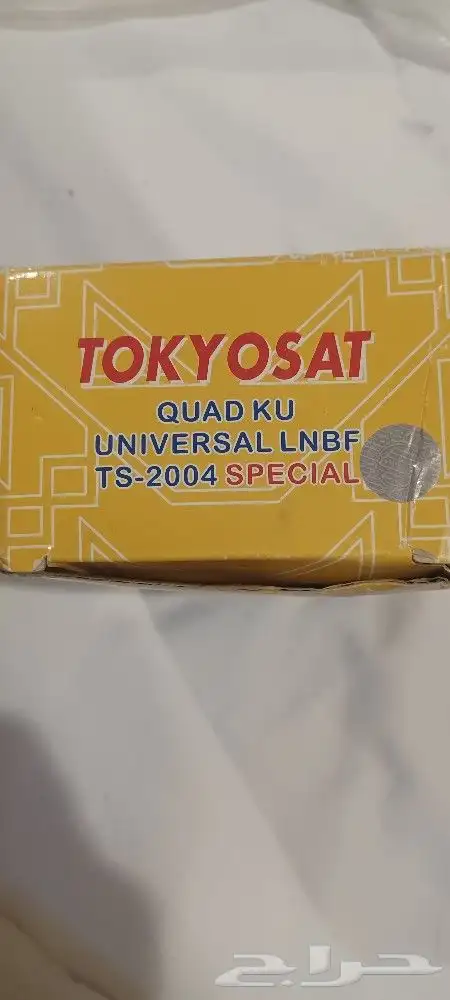 TOKYOSAT
QUAD KU
UNIVERSAL LNBF
TS-2004 SPECIAL
حراج